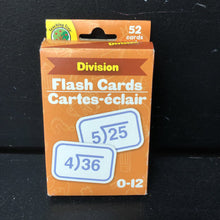 52
cards
Division
Flash Cards
Cartes-éclair
5)25
4)36
0-12